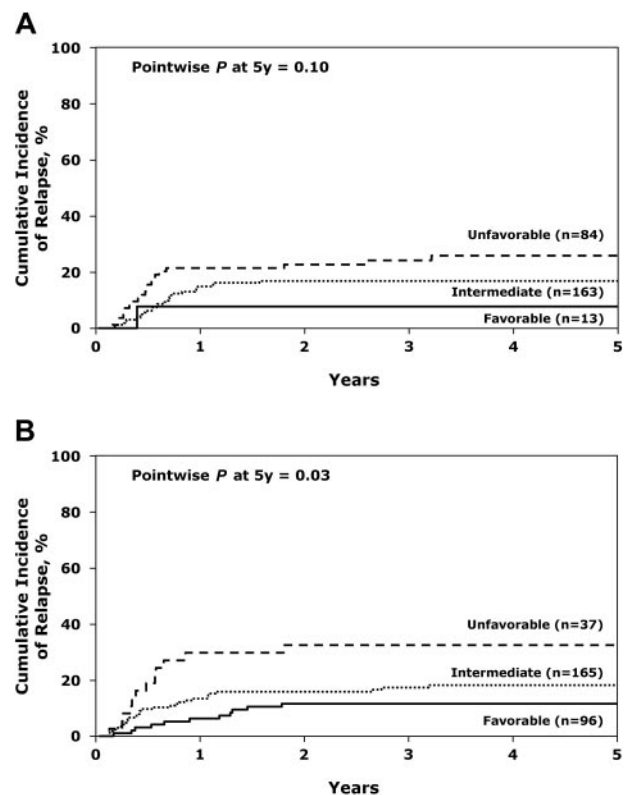 A
Pointwise P at 5y = 0.10
Cumulative Incidence
of Relapse, %
100
80
60
40
20
0
Unfavorable (n=84)
Intermediate (n=163)
Favorable (n=13)
0 1 2 3 4 5
Years
B
Pointwise P at 5y = 0.03
Cumulative Incidence
of Relapse, %
100
80
60
40
20
0
Unfavorable (n=37)
Intermediate (n=165)
Favorable (n=96)
0 1 2 3 4 5
Years